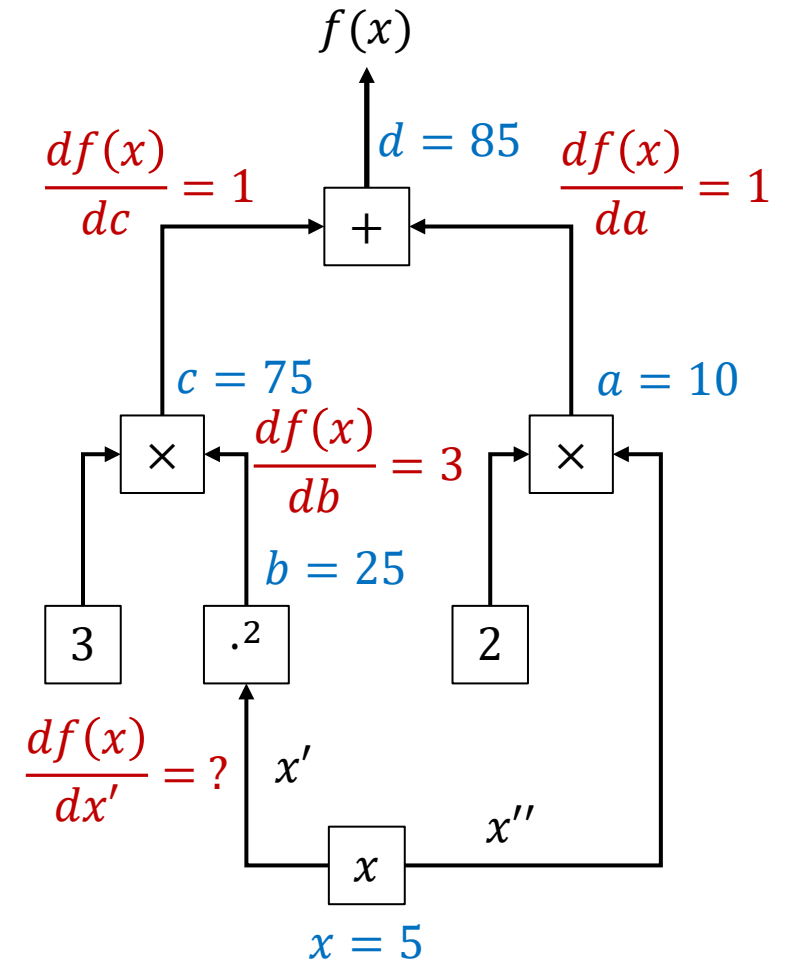 f(x)
d = 85
df(x)/dc = 1
df(x)/da = 1
+
c = 75
a = 10
×
df(x)/db = 3
×
b = 25
3
·²
2
df(x)/dx′ = ?
x′
x″
x
x = 5